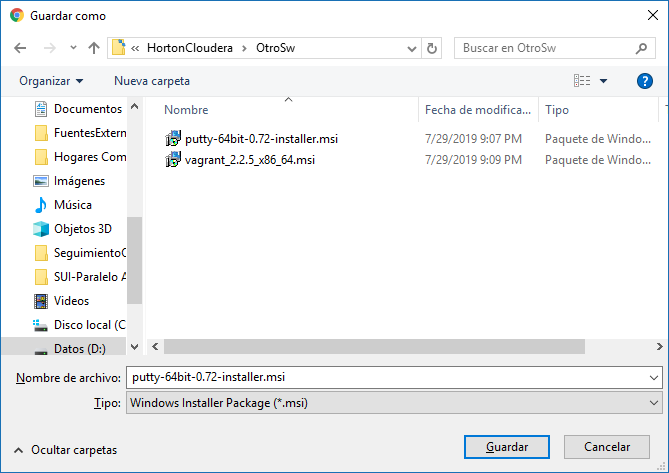 Guardar como
« HortonCloudera > OtroSw
Buscar en OtroSw
Organizar
Nueva carpeta
?
Nombre
Fecha de modifica...
Tipo
Documentos
FuentesExtern
Hogares Com
Imágenes
Música
Objetos 3D
SeguimientoC
SUI-Paralelo A
Videos
Disco local (C
Datos (D:)
putty-64bit-0.72-installer.msi 7/29/2019 9:07 PM Paquete de Windo...
vagrant_2.2.5_x86_64.msi 7/29/2019 9:09 PM Paquete de Windo...
Nombre de archivo: putty-64bit-0.72-installer.msi
Tipo: Windows Installer Package (*.msi)
Ocultar carpetas
Guardar
Cancelar